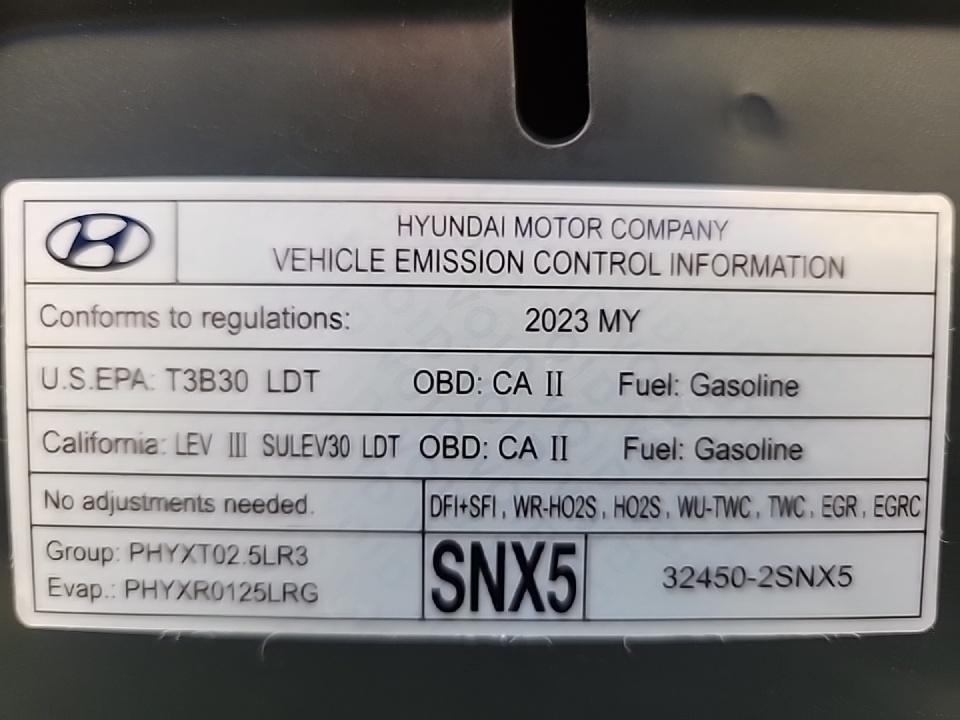 HYUNDAI MOTOR COMPANY
VEHICLE EMISSION CONTROL INFORMATION
Conforms to regulations: 2023 MY
U.S.EPA: T3B30 LDT OBD: CA II Fuel: Gasoline
California: LEV III SULEV30 LDT OBD: CA II Fuel: Gasoline
No adjustments needed. DFI+SFI, WR-HO2S, HO2S, WU-TWC, TWC, EGR, EGRC
Group: PHYXT02.5LR3
Evap.: PHYXR0125LRG
SNX5 32450-2SNX5